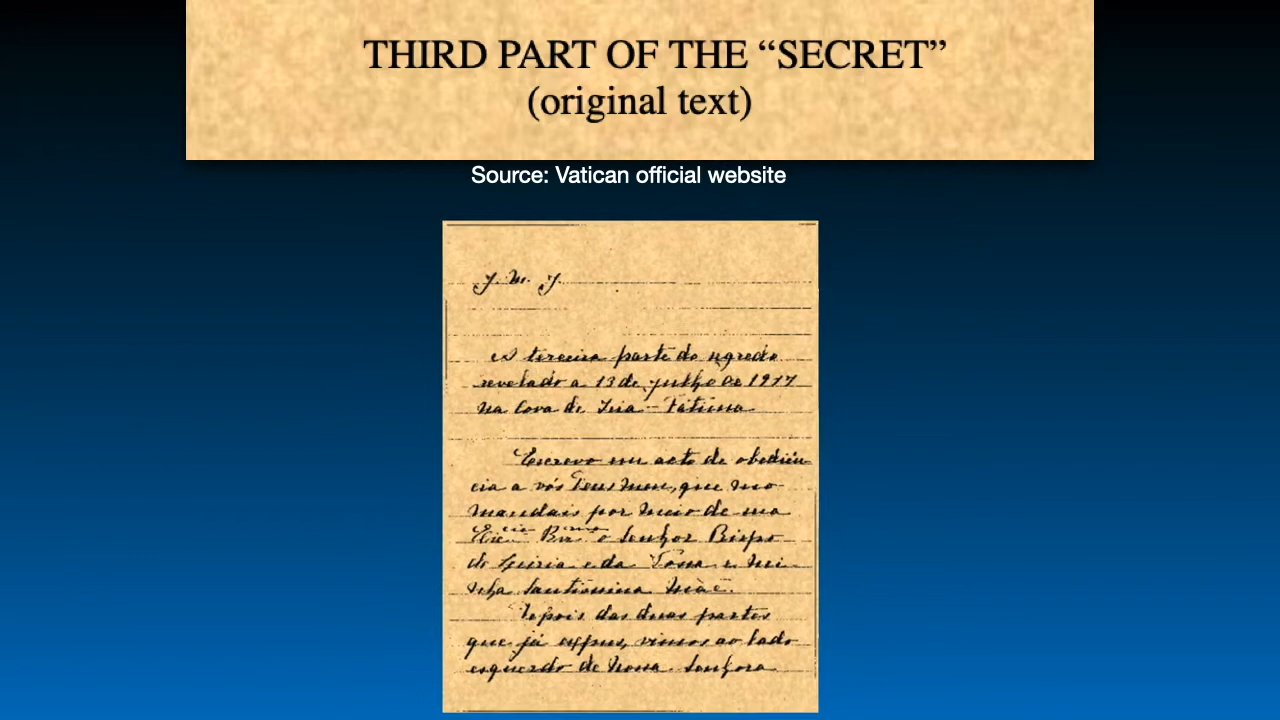 THIRD PART OF THE “SECRET”
(original text)
Source: Vatican official website
J. M. J.
A terceira parte do segredo
revelado a 13 de julho de 1917
na Cova de Iria - Fátima
Escrevo em acto de obediên
cia a vós Deus meu, que mo
mandais por meio de sua
Ex.cia Rev.ma o Senhor Bispo
de Leiria e da Vossa e mi-
nha Santissima Mãe.
Depois das duas partes
que já expus, vimos ao lado
esquerdo de Nossa Senhora